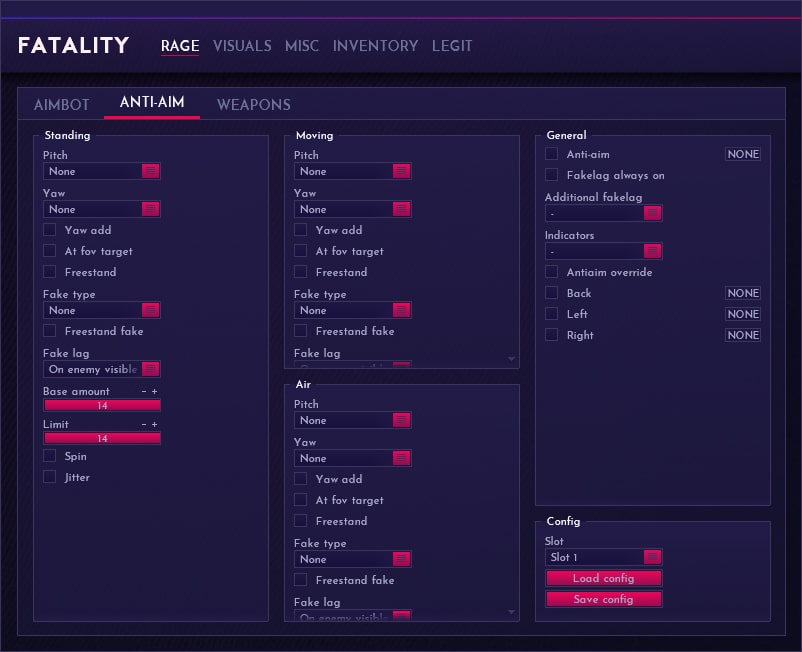 FATALITY
RAGE VISUALS MISC INVENTORY LEGIT
AIMBOT ANTI-AIM WEAPONS
Standing
Pitch
None
Yaw
None
Yaw add
At fov target
Freestand
Fake type
None
Freestand fake
Fake lag
On enemy visible
Base amount - +
14
Limit - +
14
Spin
Jitter
Moving
Pitch
None
Yaw
None
Yaw add
At fov target
Freestand
Fake type
None
Freestand fake
Fake lag
Air
Pitch
None
Yaw
None
Yaw add
At fov target
Freestand
Fake type
None
Freestand fake
Fake lag
On enemy visible
General
Anti-aim NONE
Fakelag always on
Additional fakelag
-
Indicators
-
Antiaim override
Back NONE
Left NONE
Right NONE
Config
Slot
Slot 1
Load config
Save config